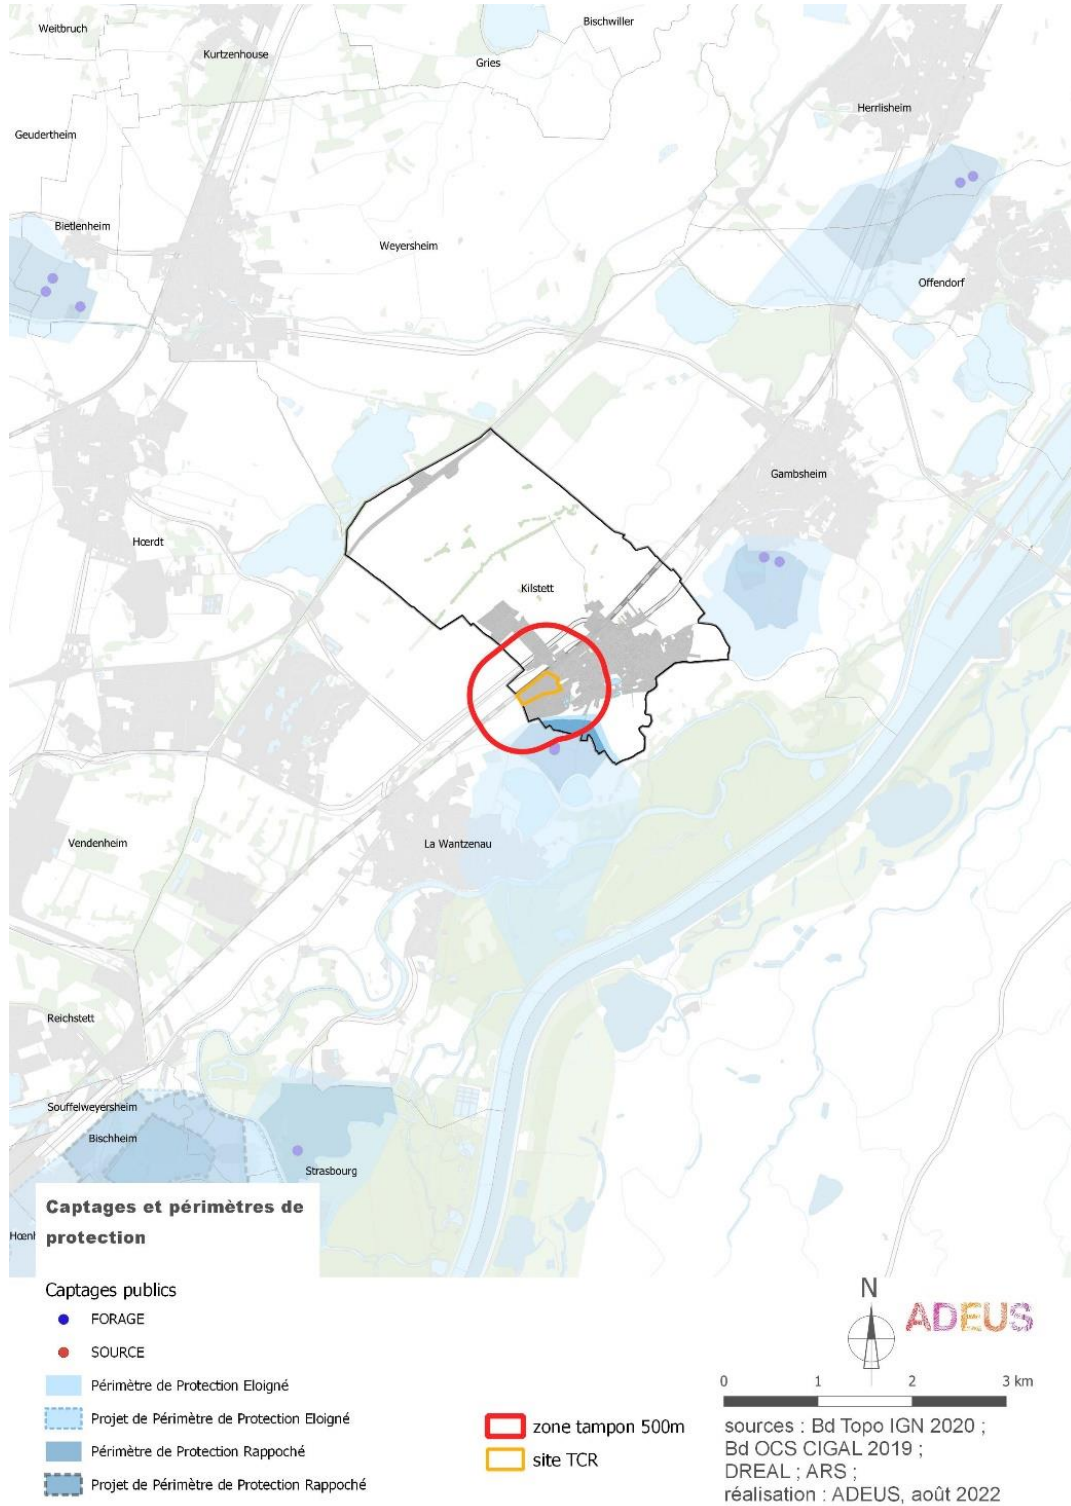 Weitbruch
Bischwiller
Kurtzenhouse
Gries
Herrlisheim
Geudertheim
Bietlenheim
Weyersheim
Offendorf
Gambsheim
Hœrdt
Kilstett
Vendenheim
La Wantzenau
Reichstett
Souffelweyersheim
Bischheim
Strasbourg
Captages et périmètres de
protection
Hœnh
Captages publics
FORAGE
SOURCE
Périmètre de Protection Eloigné
Projet de Périmètre de Protection Eloigné
Périmètre de Protection Rappoché
Projet de Périmètre de Protection Rappoché
zone tampon 500m
site TCR
N
ADEUS
0 1 2 3 km
sources : Bd Topo IGN 2020 ;
Bd OCS CIGAL 2019 ;
DREAL ; ARS ;
réalisation : ADEUS, août 2022